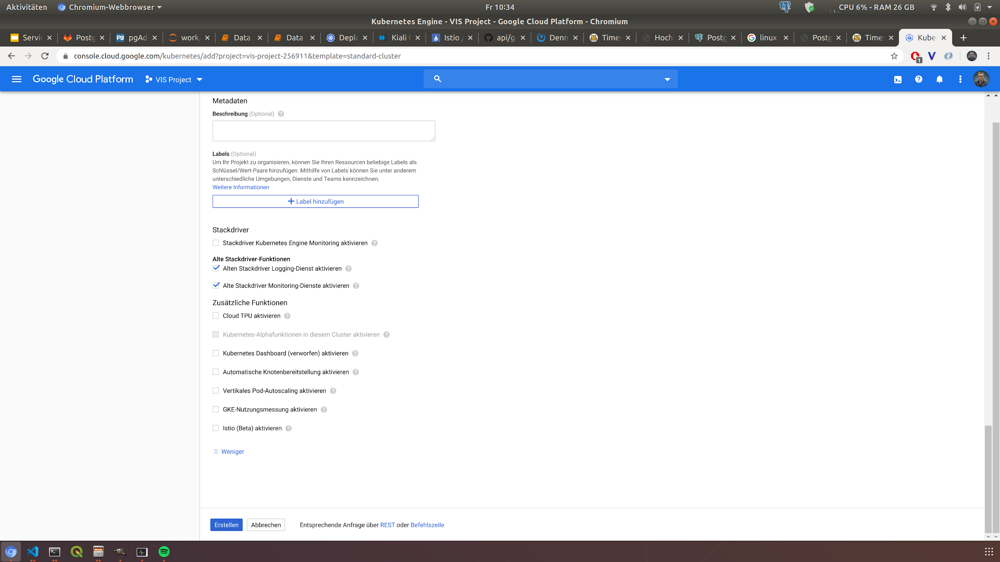 Aktivitäten
Chromium-Webbrowser
Fr 10:34
CPU 6% - RAM 26 GB
Kubernetes Engine - VIS Project - Google Cloud Platform - Chromium
Servic
Postg
pgAd
work,
Data
Data
Deplo
Kiali
Istio /
api/g
Denn
Times
Hochs
Postg
linux
Postg
Times
Kuber
console.cloud.google.com/kubernetes/add?project=vis-project-256911&template=standard-cluster
1
Google Cloud Platform
VIS Project
Metadaten
Beschreibung (Optional)
Labels (Optional)
Um Ihr Projekt zu organisieren, können Sie Ihren Ressourcen beliebige Labels als
Schlüssel/Wert-Paare hinzufügen. Mithilfe von Labels können Sie unter anderem
unterschiedliche Umgebungen, Dienste und Teams kennzeichnen.
Weitere Informationen
Label hinzufügen
Stackdriver
Stackdriver Kubernetes Engine Monitoring aktivieren
Alte Stackdriver-Funktionen
Alten Stackdriver Logging-Dienst aktivieren
Alte Stackdriver Monitoring-Dienste aktivieren
Zusätzliche Funktionen
Cloud TPU aktivieren
Kubernetes-Alphafunktionen in diesem Cluster aktivieren
Kubernetes Dashboard (verworfen) aktivieren
Automatische Knotenbereitstellung aktivieren
Vertikales Pod-Autoscaling aktivieren
GKE-Nutzungsmessung aktivieren
Istio (Beta) aktivieren
Weniger
Erstellen
Abbrechen
Entsprechende Anfrage über REST oder Befehlszeile